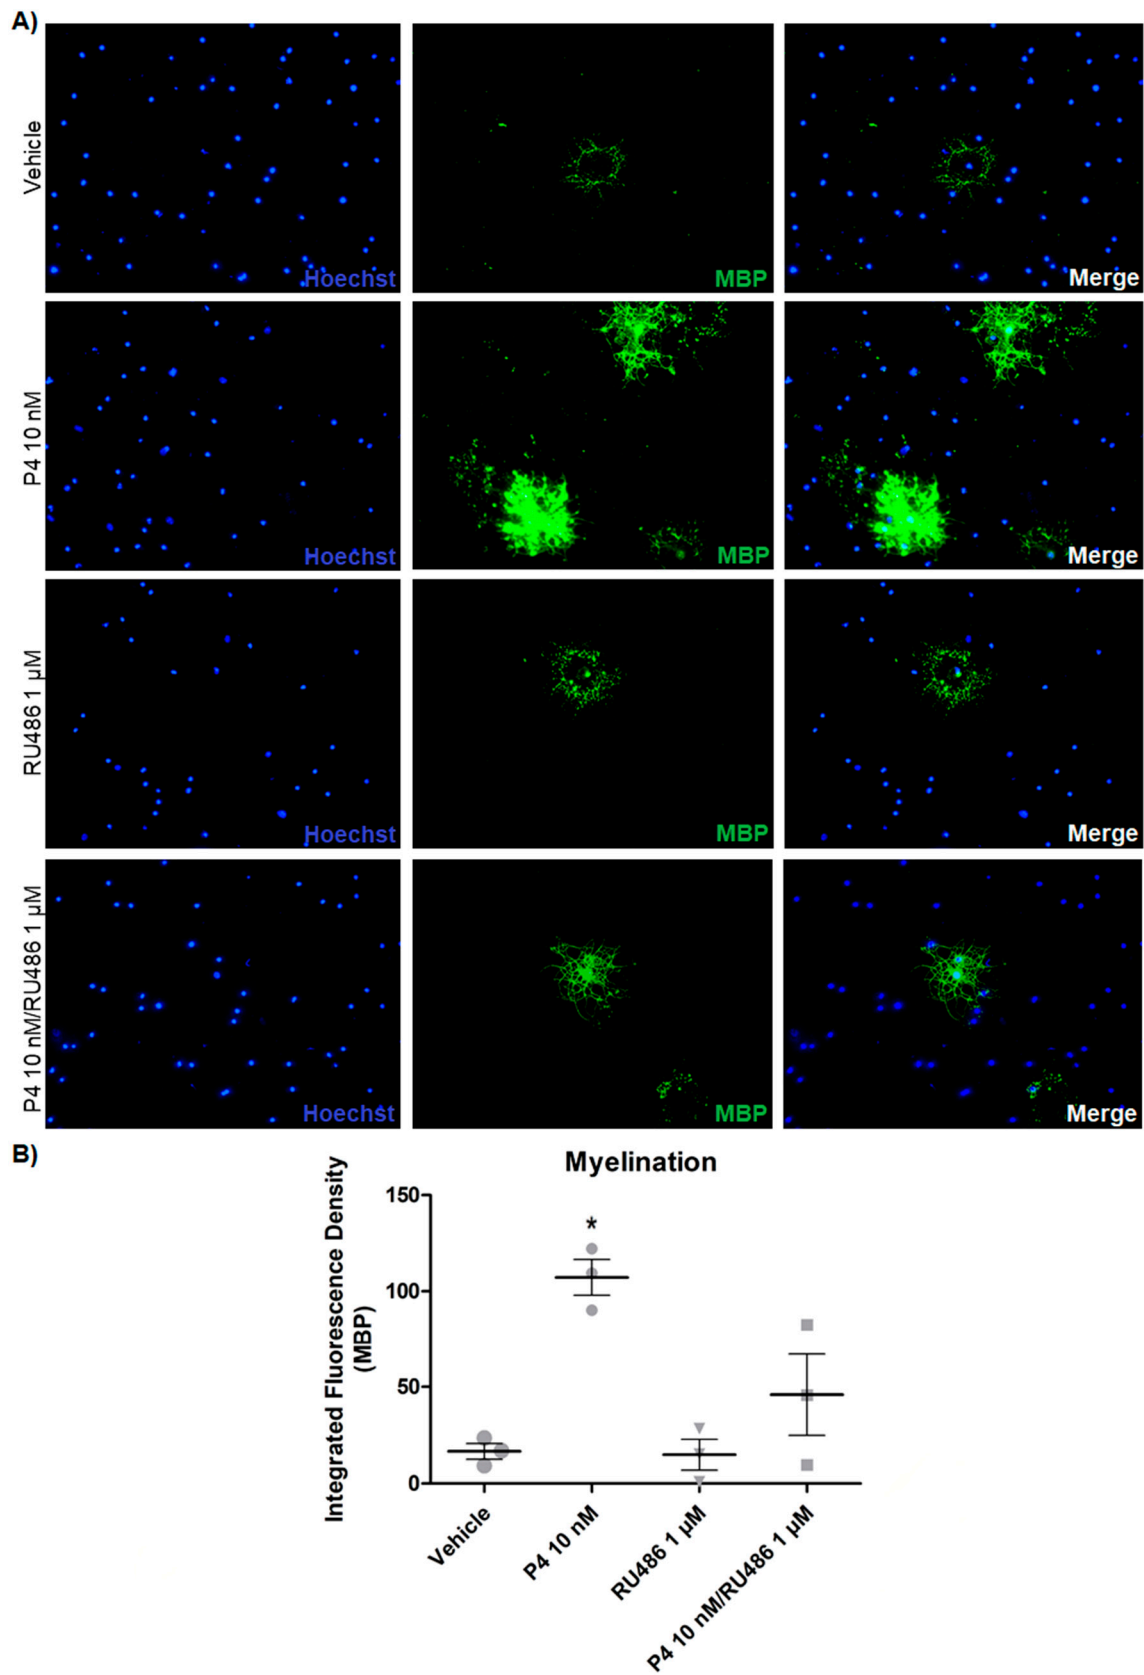 A)
Vehicle
Hoechst
MBP
Merge
P4 10 nM
Hoechst
MBP
Merge
RU486 1 µM
Hoechst
MBP
Merge
P4 10 nM/RU486 1 µM
Hoechst
MBP
Merge
B)
Myelination
Integrated Fluorescence Density
(MBP)
150
100
50
0
*
Vehicle
P4 10 nM
RU486 1 µM
P4 10 nM/RU486 1 µM